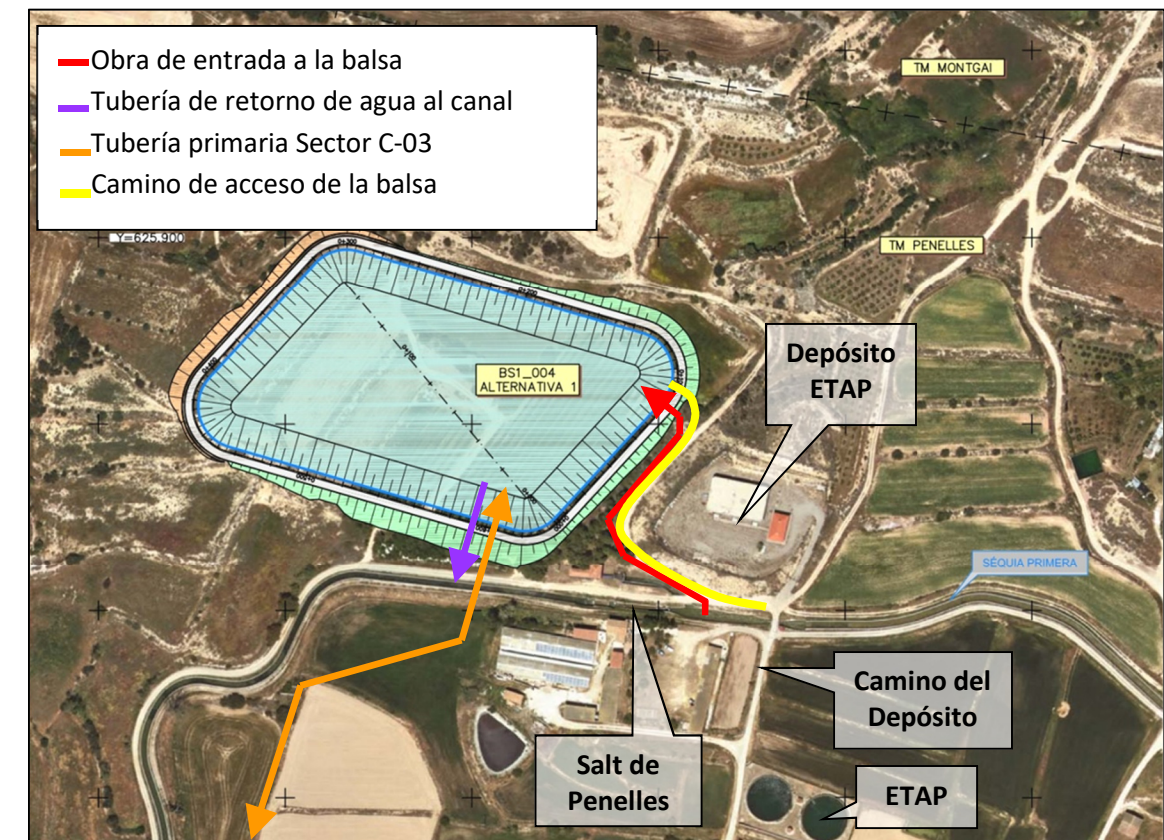 Obra de entrada a la balsa
Tubería de retorno de agua al canal
Tubería primaria Sector C-03
Camino de acceso de la balsa
TM MONTGAI
Y=625.900
TM PENELLES
Depósito
ETAP
BS1_004
ALTERNATIVA 1
SÉQUIA PRIMERA
Camino del
Depósito
Salt de
Penelles
ETAP